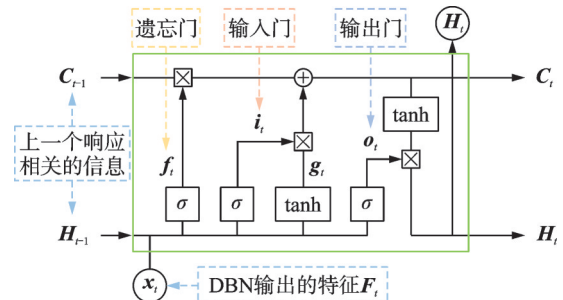 遗忘门
输入门
输出门
H_t
C_{t-1}
C_t
tanh
上一个响应
相关的信息
f_t
i_t
g_t
o_t
σ
σ
tanh
σ
H_{t-1}
H_t
x_t
DBN输出的特征F_t